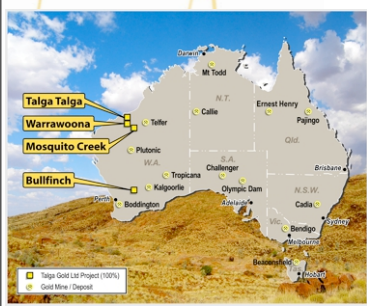 Darwin
Mt Todd
Talga Talga
Warrawoona
Mosquito Creek
Bullfinch
Telfer
N.T.
Callie
Ernest Henry
Pajingo
Qld.
Plutonic
W.A.
Tropicana
Kalgoorlie
Perth
Boddington
S.A.
Challenger
Olympic Dam
Adelaide
Brisbane
N.S.W.
Cadia
Sydney
Vic.
Bendigo
Melbourne
Beaconsfield
Hobart
Talga Gold Ltd Project (100%)
Gold Mine / Deposit